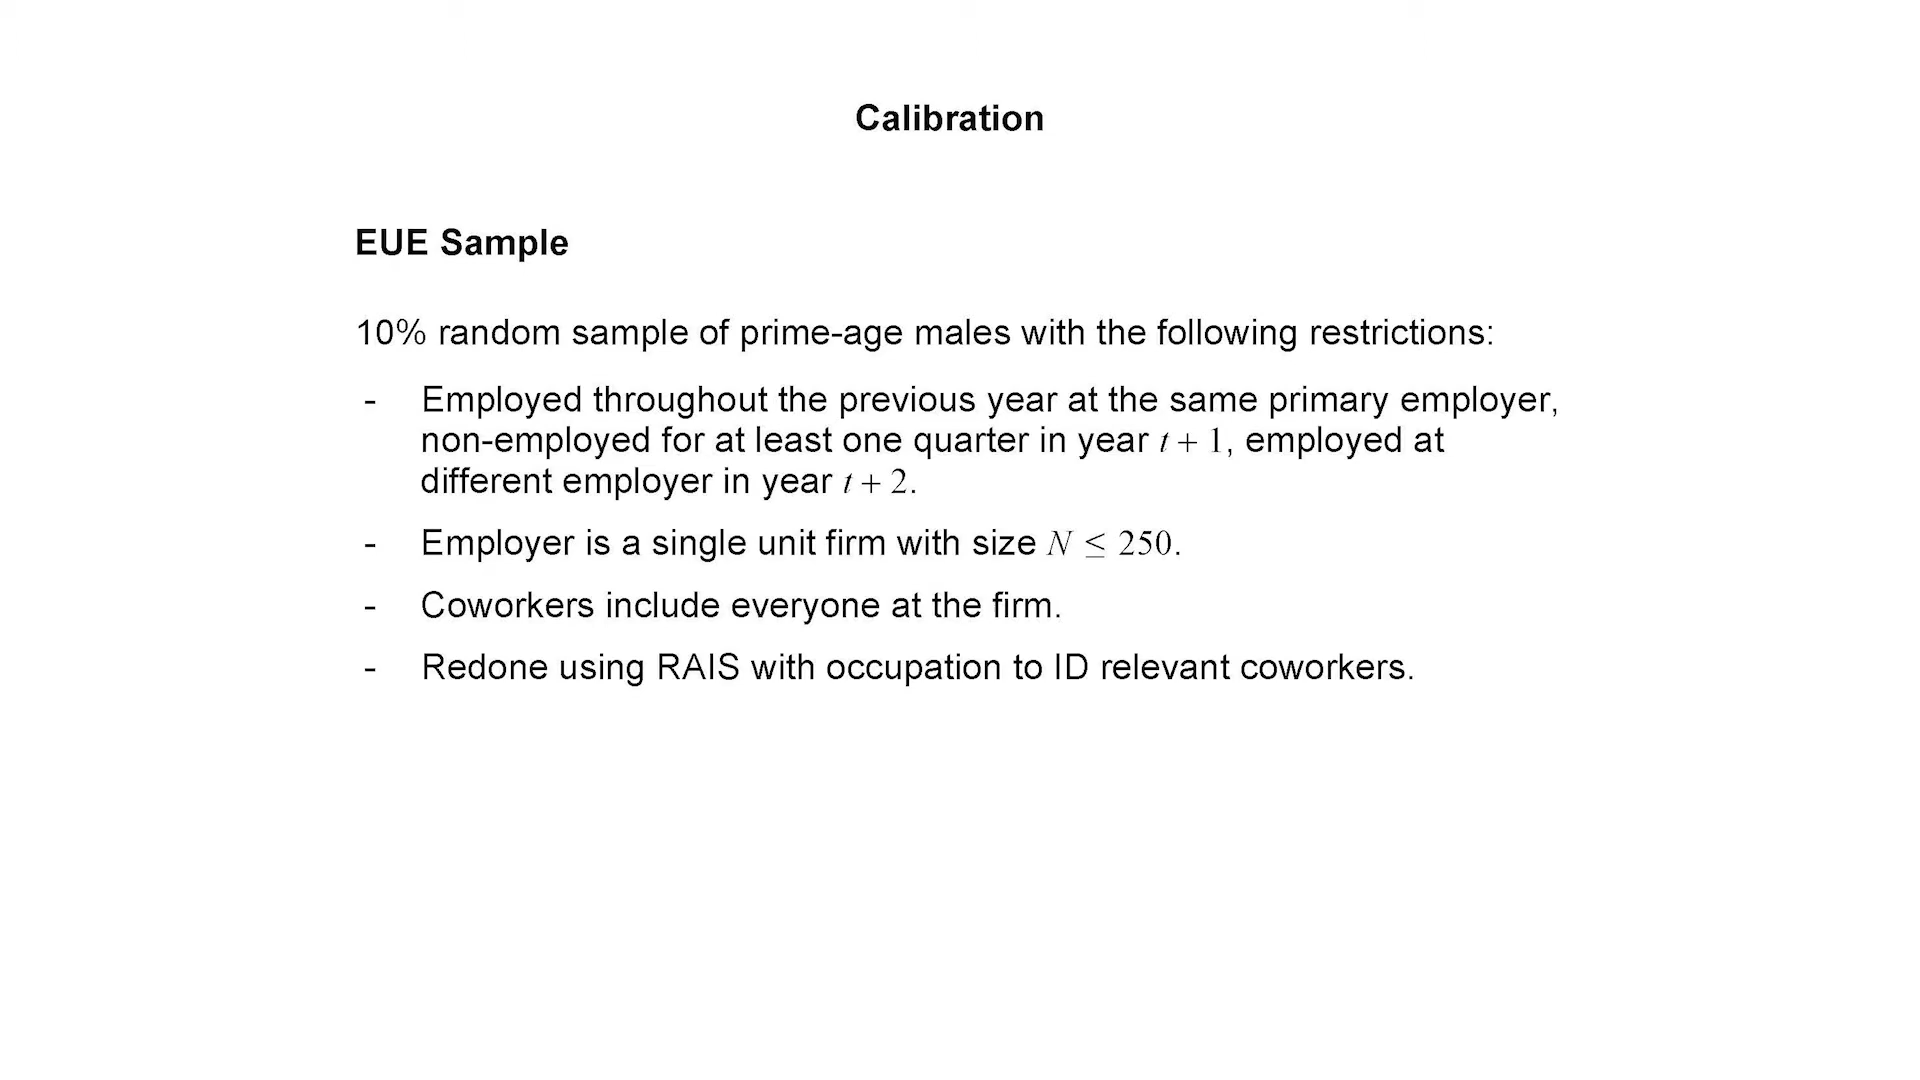 Calibration
EUE Sample
10% random sample of prime-age males with the following restrictions:
- Employed throughout the previous year at the same primary employer,
non-employed for at least one quarter in year t + 1, employed at
different employer in year t + 2.
- Employer is a single unit firm with size N ≤ 250.
- Coworkers include everyone at the firm.
- Redone using RAIS with occupation to ID relevant coworkers.